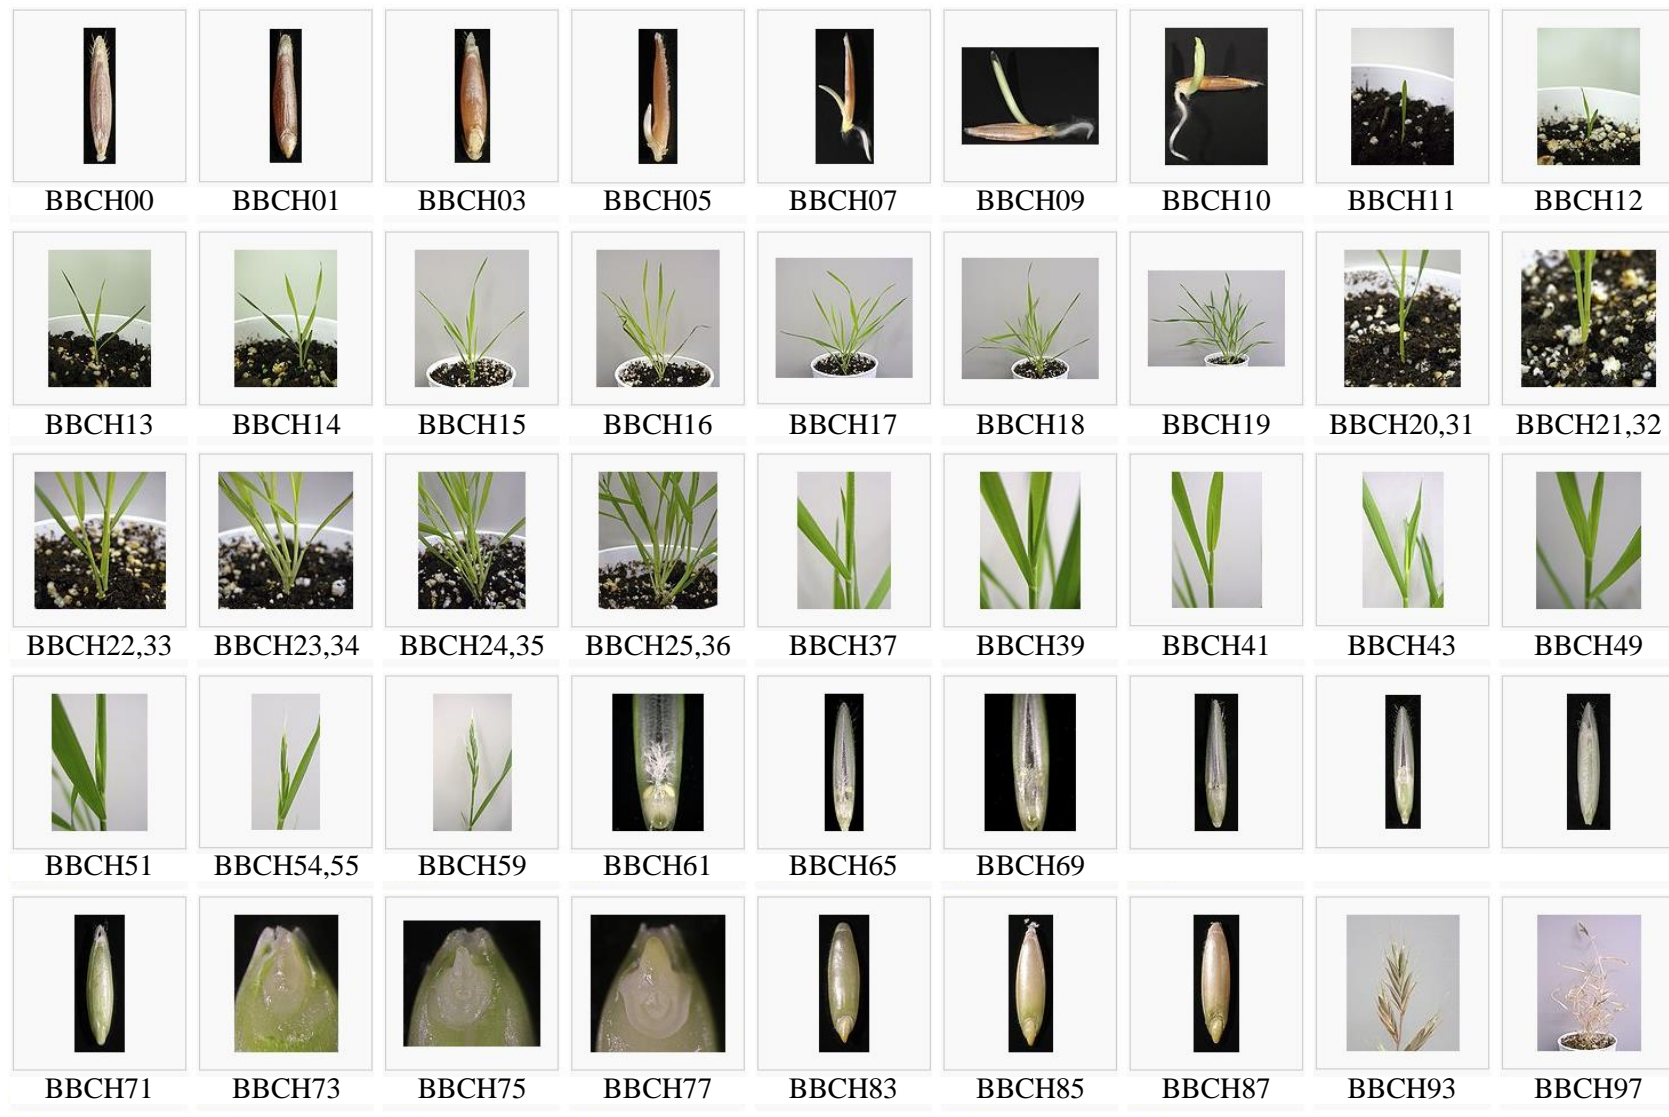 BBCH00 BBCH01 BBCH03 BBCH05 BBCH07 BBCH09 BBCH10 BBCH11 BBCH12
BBCH13 BBCH14 BBCH15 BBCH16 BBCH17 BBCH18 BBCH19 BBCH20,31 BBCH21,32
BBCH22,33 BBCH23,34 BBCH24,35 BBCH25,36 BBCH37 BBCH39 BBCH41 BBCH43 BBCH49
BBCH51 BBCH54,55 BBCH59 BBCH61 BBCH65 BBCH69
BBCH71 BBCH73 BBCH75 BBCH77 BBCH83 BBCH85 BBCH87 BBCH93 BBCH97